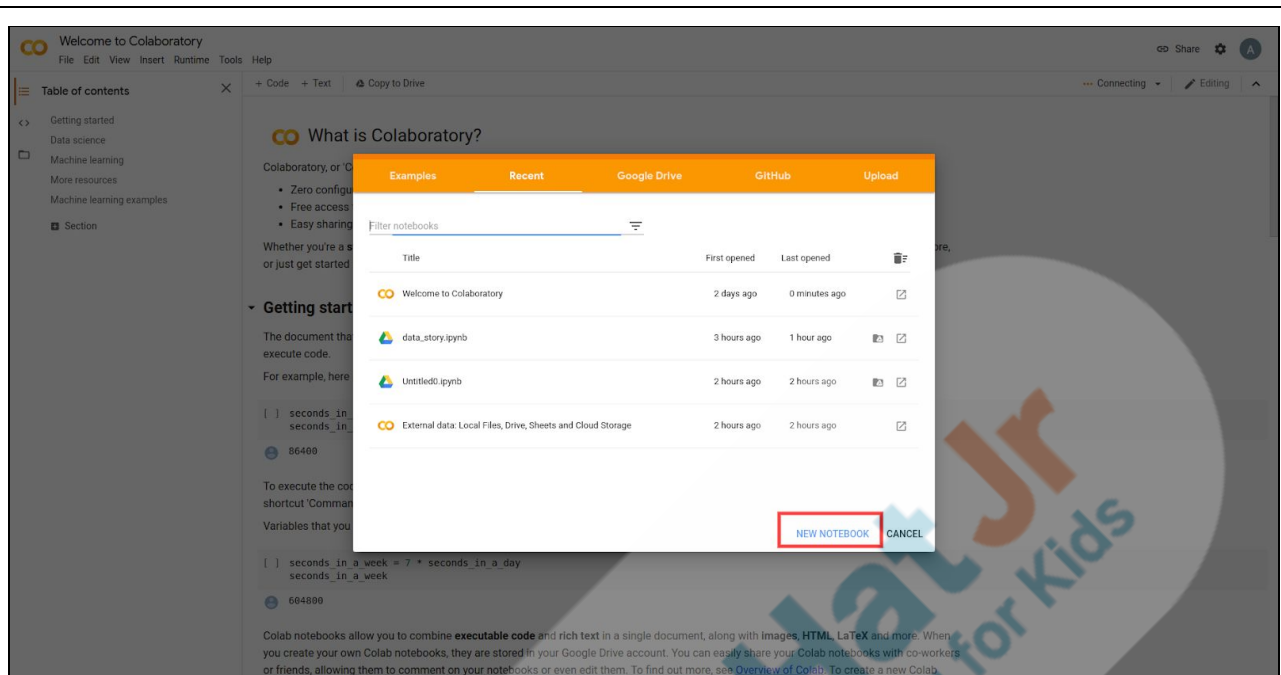 Welcome to Colaboratory
File Edit View Insert Runtime Tools Help
Share
A
Table of contents
+ Code + Text Copy to Drive
Connecting
Editing
Getting started
Data science
Machine learning
More resources
Machine learning examples
Section
What is Colaboratory?
Colaboratory, or 'C
Zero configu
Free access
Easy sharing
Whether you're a s
ore,
or just get started
Getting start
The document tha
execute code.
For example, here
[ ] seconds_in_
seconds_in_
86400
To execute the cod
shortcut 'Comman
Variables that you
[ ] seconds_in_a_week = 7 * seconds_in_a_day
seconds_in_a_week
604800
Colab notebooks allow you to combine executable code and rich text in a single document, along with images, HTML, LaTeX and more. When
you create your own Colab notebooks, they are stored in your Google Drive account. You can easily share your Colab notebooks with co-workers
or friends, allowing them to comment on your notebooks or even edit them. To find out more, see Overview of Colab. To create a new Colab
Examples Recent Google Drive GitHub Upload
Filter notebooks
Title First opened Last opened
Welcome to Colaboratory 2 days ago 0 minutes ago
data_story.ipynb 3 hours ago 1 hour ago
Untitled0.ipynb 2 hours ago 2 hours ago
External data: Local Files, Drive, Sheets and Cloud Storage 2 hours ago 2 hours ago
NEW NOTEBOOK CANCEL
Jr
for Kids